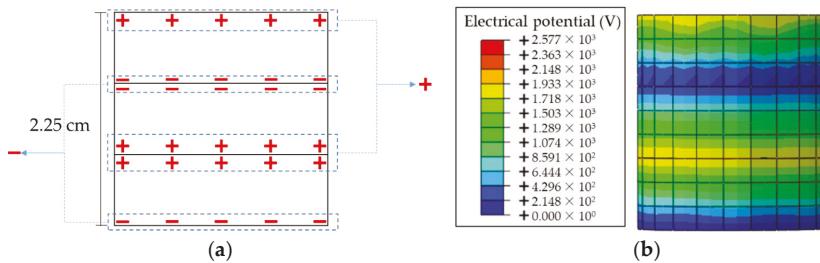 (a)
+ + + + +
− − − − −
− − − − −
+
2.25 cm
+ + + + +
−
+ + + + +
− − − − −
(b)
Electrical potential (V)
+2.577 × 10³
+2.363 × 10³
+2.148 × 10³
+1.933 × 10³
+1.718 × 10³
+1.503 × 10³
+1.289 × 10³
+1.074 × 10³
+8.591 × 10²
+6.444 × 10²
+4.296 × 10²
+2.148 × 10²
+0.000 × 10⁰
(a)
(b)